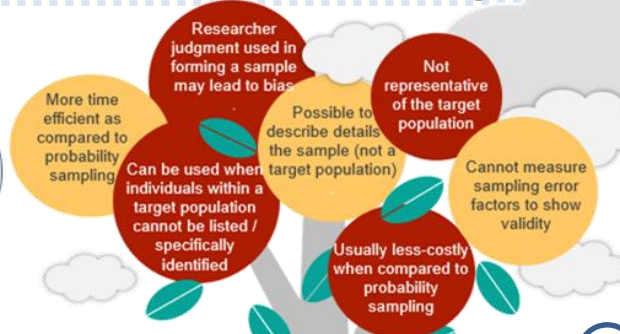 Researcher
judgment used in
forming a sample
may lead to bias
.
More time
efficient as
compared to
probability
sampling
Can be used when
individuals within a
target population
cannot be listed /
specifically
identified
Possible to
describe details
the sample (not a
target population)
Not
representative
of the target
population
Cannot measure
sampling error
factors to show
validity
Usually less-costly
when compared to
probability
sampling